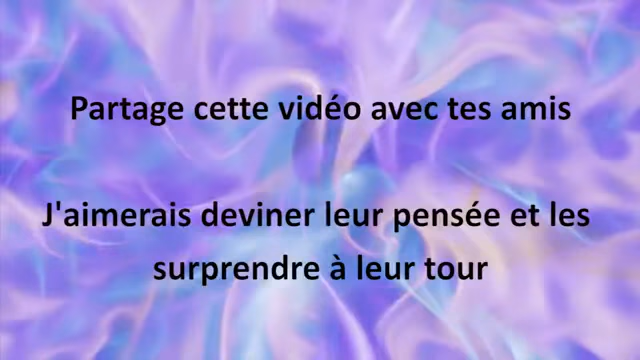 Partage cette vidéo avec tes amis
J'aimerais deviner leur pensée et les
surprendre à leur tour